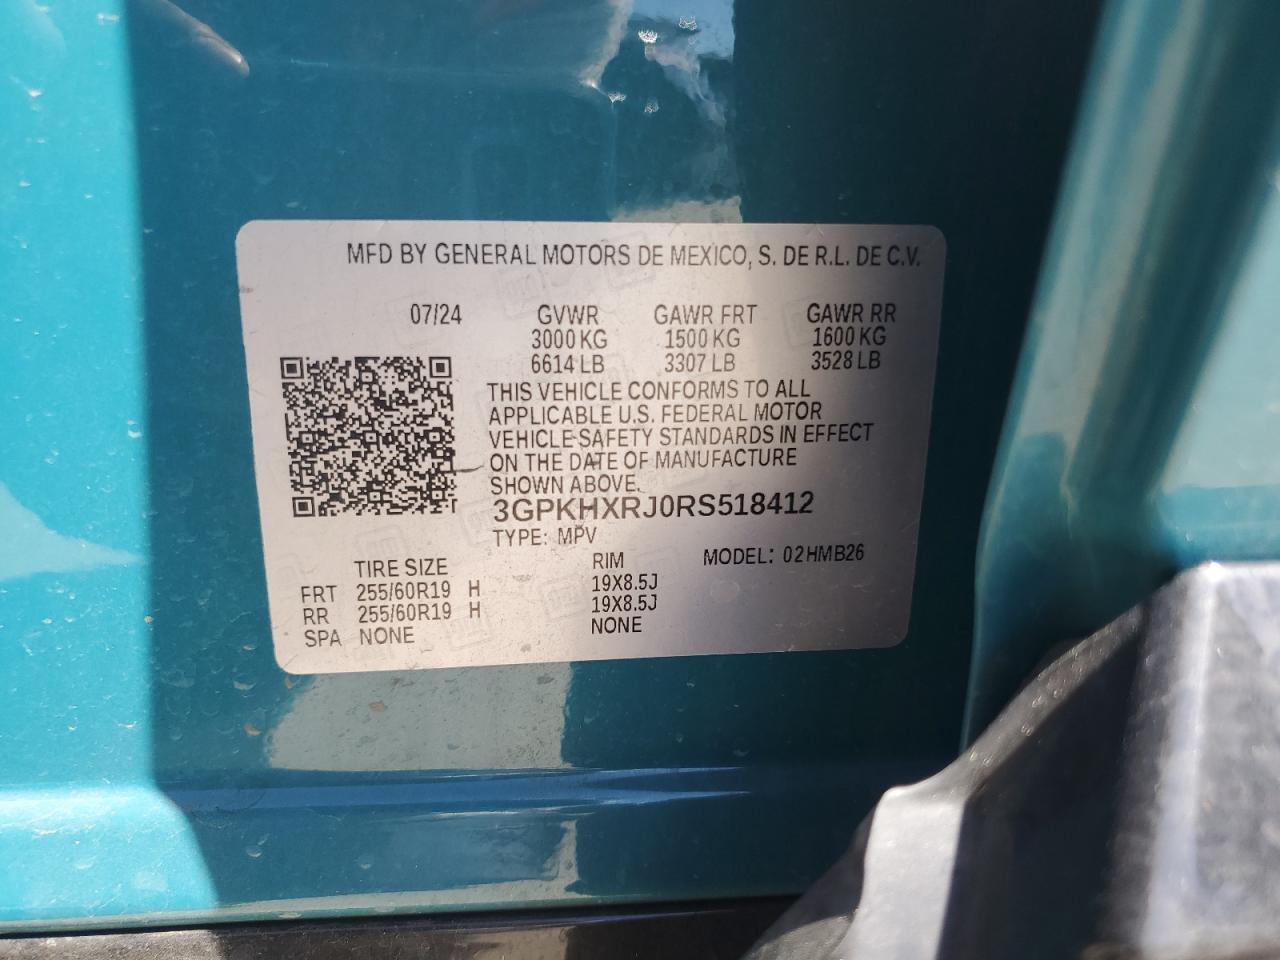 MFD BY GENERAL MOTORS DE MEXICO, S. DE R.L. DE C.V.
07/24 GVWR GAWR FRT GAWR RR
3000 KG 1500 KG 1600 KG
6614 LB 3307 LB 3528 LB
THIS VEHICLE CONFORMS TO ALL
APPLICABLE U.S. FEDERAL MOTOR
VEHICLE SAFETY STANDARDS IN EFFECT
ON THE DATE OF MANUFACTURE
SHOWN ABOVE.
3GPKHXRJ0RS518412
TYPE: MPV
TIRE SIZE RIM MODEL: 02HMB26
FRT 255/60R19 H 19X8.5J
RR 255/60R19 H 19X8.5J
SPA NONE NONE